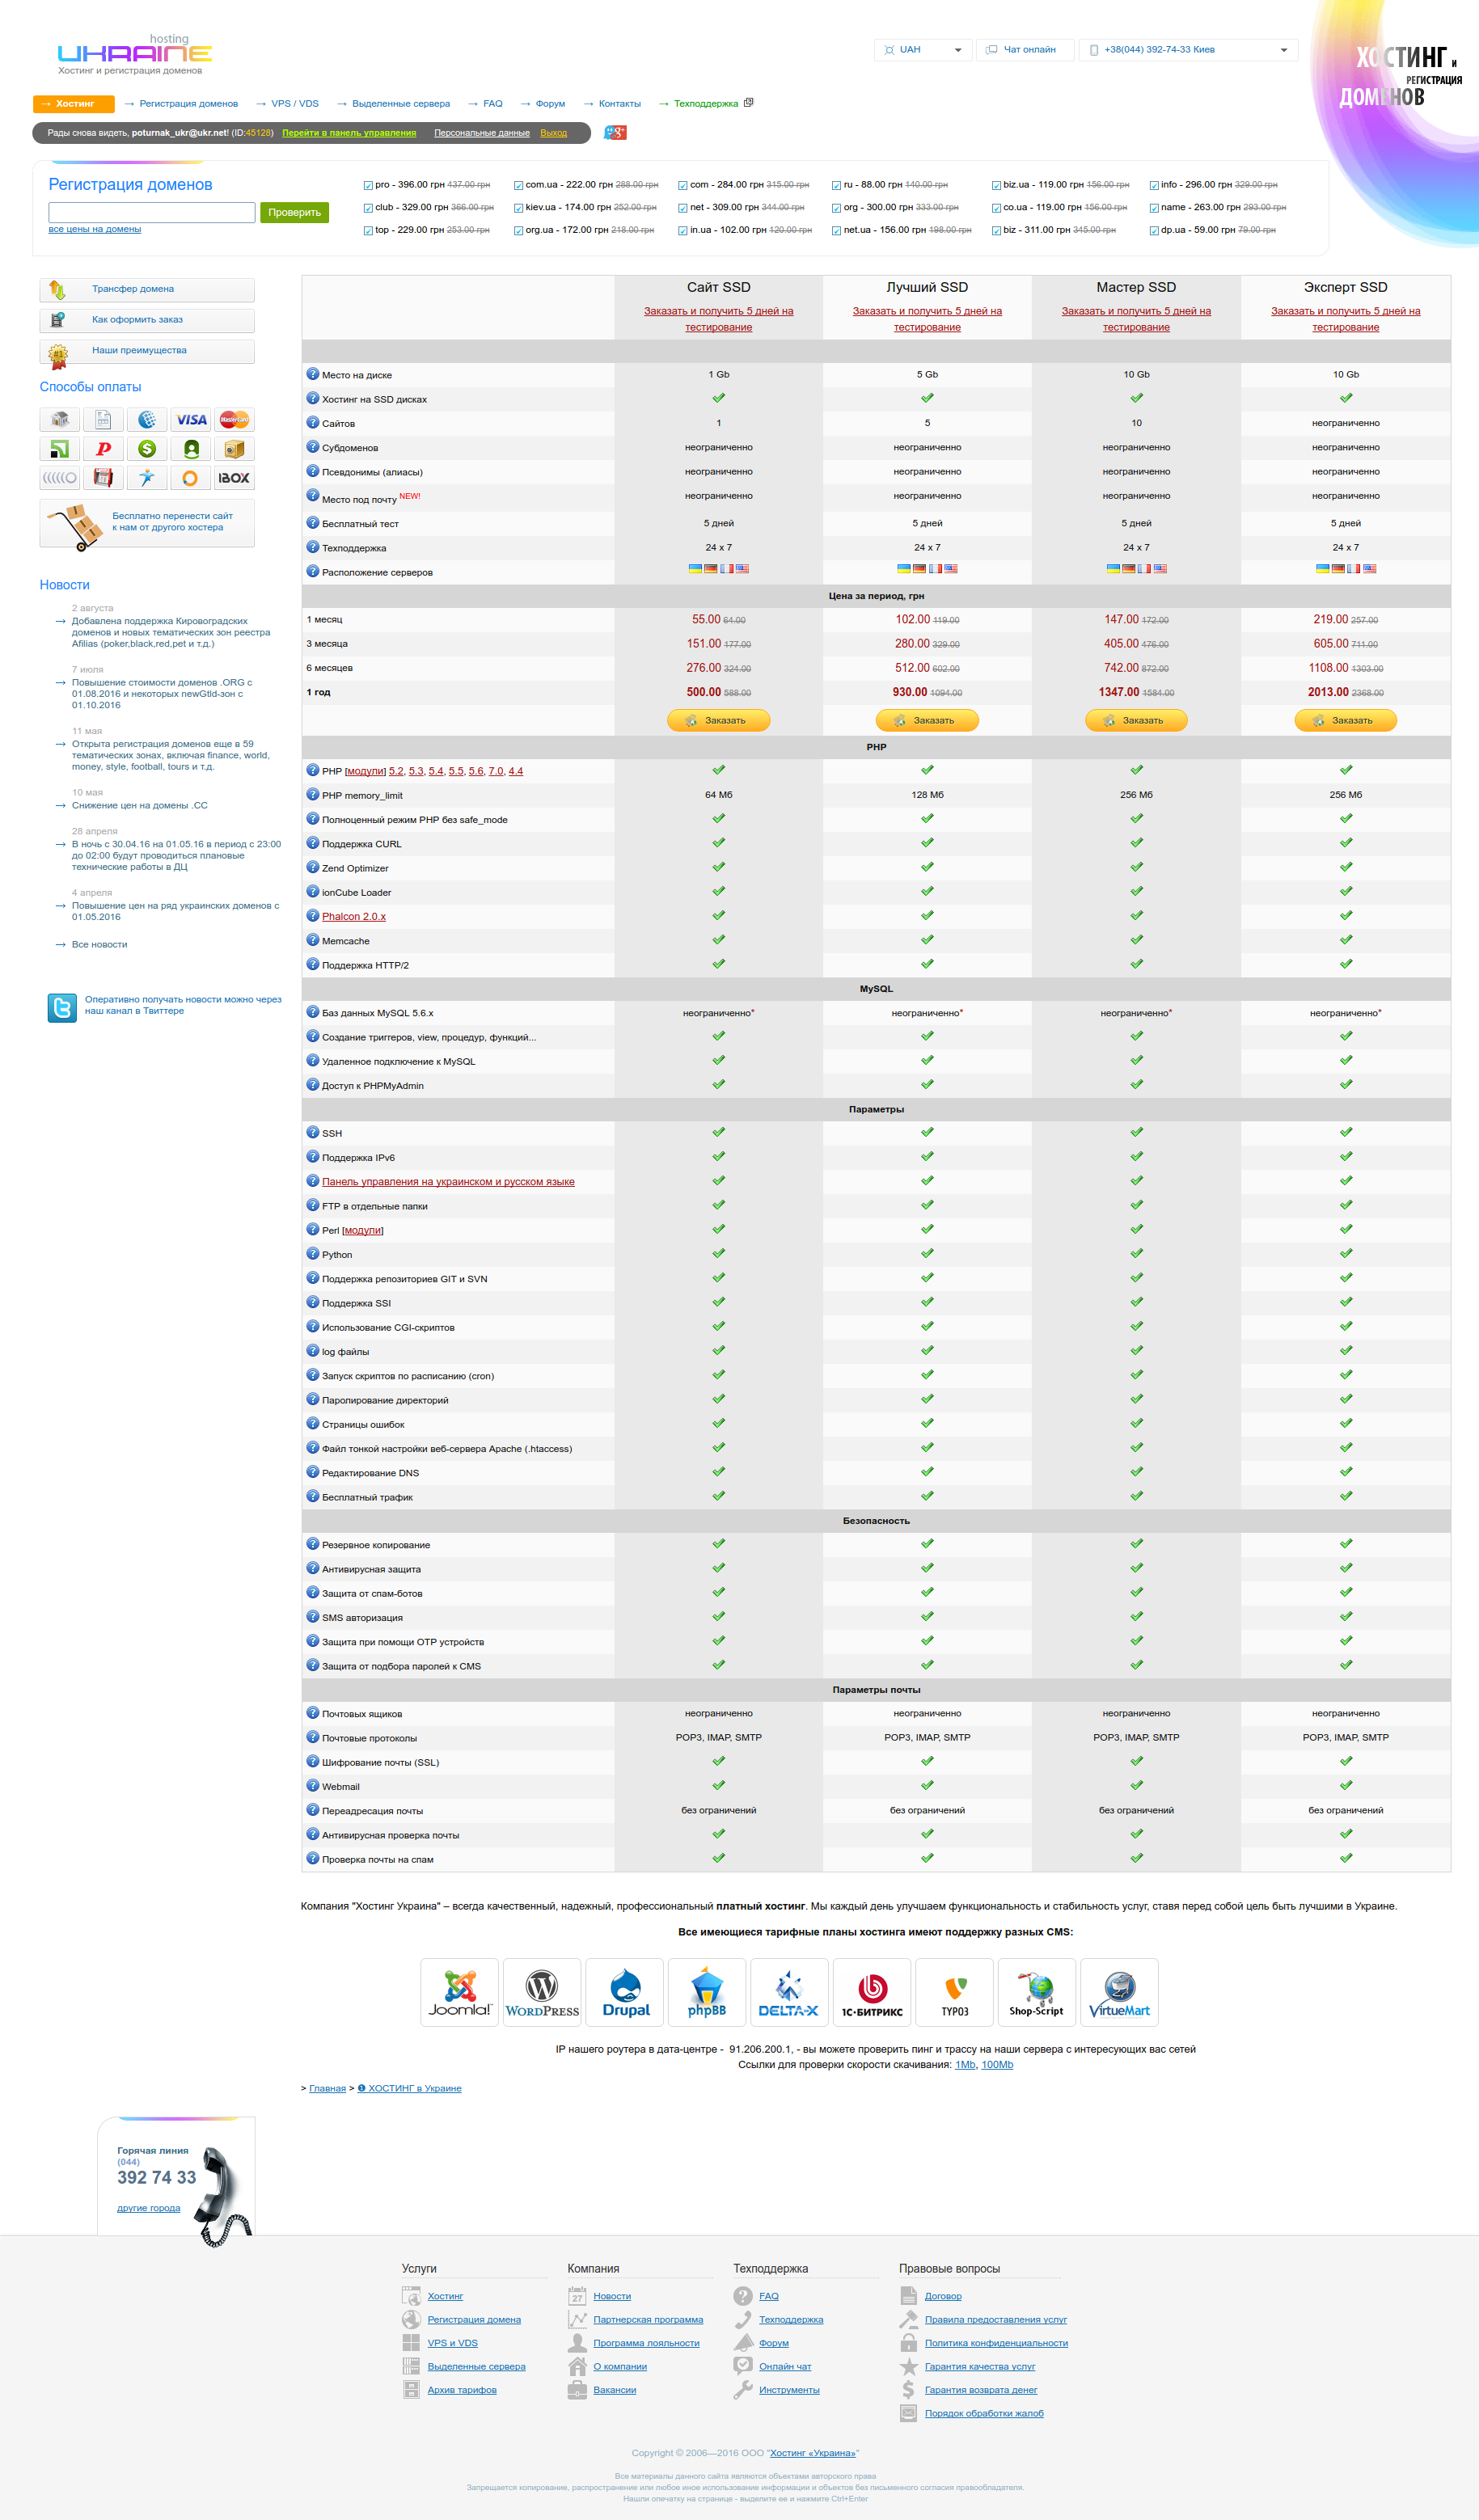 hosting
UKRAINE
Хостинг и регистрация доменов
UAH
Чат онлайн
+38(044) 392-74-33 Киев
ХОСТИНГ и
РЕГИСТРАЦИЯ
ДОМЕНОВ
→ Хостинг → Регистрация доменов → VPS / VDS → Выделенные сервера → FAQ → Форум → Контакты → Техподдержка
Рады снова видеть, poturnak_ukr@ukr.net! (ID:45128) Перейти в панель управления Персональные данные Выход
Регистрация доменов
Проверить
все цены на домены
pro - 396.00 грн 437.00 грн com.ua - 222.00 грн 288.00 грн com - 284.00 грн 315.00 грн ru - 88.00 грн 140.00 грн biz.ua - 119.00 грн 156.00 грн info - 296.00 грн 329.00 грн
club - 329.00 грн 366.00 грн kiev.ua - 174.00 грн 252.00 грн net - 309.00 грн 344.00 грн org - 300.00 грн 333.00 грн co.ua - 119.00 грн 156.00 грн name - 263.00 грн 293.00 грн
top - 229.00 грн 253.00 грн org.ua - 172.00 грн 218.00 грн in.ua - 102.00 грн 120.00 грн net.ua - 156.00 грн 198.00 грн biz - 311.00 грн 345.00 грн dp.ua - 59.00 грн 79.00 грн
Трансфер домена
Как оформить заказ
#1
Наши преимущества
Способы оплаты
VISA
MasterCard
iBOX
Бесплатно перенести сайт
к нам от другого хостера
Новости
2 августа
→ Добавлена поддержка Кировоградских
доменов и новых тематических зон реестра
Afilias (poker,black,red,pet и т.д.)
7 июля
→ Повышение стоимости доменов .ORG с
01.08.2016 и некоторых newGtld-зон с
01.10.2016
11 мая
→ Открыта регистрация доменов еще в 59
тематических зонах, включая finance, world,
money, style, football, tours и т.д.
10 мая
→ Снижение цен на домены .CC
28 апреля
→ В ночь с 30.04.16 на 01.05.16 в период с 23:00
до 02:00 будут проводиться плановые
технические работы в ДЦ
4 апреля
→ Повышение цен на ряд украинских доменов с
01.05.2016
→ Все новости
Оперативно получать новости можно через
наш канал в Твиттере
Сайт SSD Лучший SSD Мастер SSD Эксперт SSD
Заказать и получить 5 дней на Заказать и получить 5 дней на Заказать и получить 5 дней на Заказать и получить 5 дней на
тестирование тестирование тестирование тестирование
Место на диске 1 Gb 5 Gb 10 Gb 10 Gb
Хостинг на SSD дисках
Сайтов 1 5 10 неограниченно
Субдоменов неограниченно неограниченно неограниченно неограниченно
Псевдонимы (алиасы) неограниченно неограниченно неограниченно неограниченно
Место под почту NEW! неограниченно неограниченно неограниченно неограниченно
Бесплатный тест 5 дней 5 дней 5 дней 5 дней
Техподдержка 24 x 7 24 x 7 24 x 7 24 x 7
Расположение серверов
Цена за период, грн
1 месяц 55.00 64.00 102.00 119.00 147.00 172.00 219.00 257.00
3 месяца 151.00 177.00 280.00 329.00 405.00 476.00 605.00 711.00
6 месяцев 276.00 324.00 512.00 602.00 742.00 872.00 1108.00 1303.00
1 год 500.00 588.00 930.00 1094.00 1347.00 1584.00 2013.00 2368.00
Заказать Заказать Заказать Заказать
PHP
PHP [модули] 5.2, 5.3, 5.4, 5.5, 5.6, 7.0, 4.4
PHP memory_limit 64 Мб 128 Мб 256 Мб 256 Мб
Полноценный режим PHP без safe_mode
Поддержка CURL
Zend Optimizer
ionCube Loader
Phalcon 2.0.x
Memcache
Поддержка HTTP/2
MySQL
Баз данных MySQL 5.6.x неограниченно* неограниченно* неограниченно* неограниченно*
Создание триггеров, view, процедур, функций...
Удаленное подключение к MySQL
Доступ к PHPMyAdmin
Параметры
SSH
Поддержка IPv6
Панель управления на украинском и русском языке
FTP в отдельные папки
Perl [модули]
Python
Поддержка репозиториев GIT и SVN
Поддержка SSI
Использование CGI-скриптов
log файлы
Запуск скриптов по расписанию (cron)
Паролирование директорий
Страницы ошибок
Файл тонкой настройки веб-сервера Apache (.htaccess)
Редактирование DNS
Бесплатный трафик
Безопасность
Резервное копирование
Антивирусная защита
Защита от спам-ботов
SMS авторизация
Защита при помощи OTP устройств
Защита от подбора паролей к CMS
Параметры почты
Почтовых ящиков неограниченно неограниченно неограниченно неограниченно
Почтовые протоколы POP3, IMAP, SMTP POP3, IMAP, SMTP POP3, IMAP, SMTP POP3, IMAP, SMTP
Шифрование почты (SSL)
Webmail
Переадресация почты без ограничений без ограничений без ограничений без ограничений
Антивирусная проверка почты
Проверка почты на спам
Компания "Хостинг Украина" – всегда качественный, надежный, профессиональный платный хостинг. Мы каждый день улучшаем функциональность и стабильность услуг, ставя перед собой цель быть лучшими в Украине.
Все имеющиеся тарифные планы хостинга имеют поддержку разных CMS:
Joomla! WORDPRESS Drupal phpBB DELTA-X 1С-БИТРИКС TYPO3 Shop-Script VirtueMart
IP нашего роутера в дата-центре - 91.206.200.1, - вы можете проверить пинг и трассу на наши сервера с интересующих вас сетей
Ссылки для проверки скорости скачивания: 1Mb, 100Mb
> Главная > ❶ ХОСТИНГ в Украине
Горячая линия
(044)
392 74 33
другие города
Услуги Компания Техподдержка Правовые вопросы
Хостинг 27 Новости FAQ Договор
Регистрация домена Партнерская программа Техподдержка Правила предоставления услуг
VPS и VDS Программа лояльности Форум Политика конфиденциальности
Выделенные сервера О компании Онлайн чат Гарантия качества услуг
Архив тарифов Вакансии Инструменты Гарантия возврата денег
Порядок обработки жалоб
Copyright © 2006—2016 ООО "Хостинг «Украина»"
Все материалы данного сайта являются объектами авторского права
Запрещается копирование, распространение или любое иное использование информации и объектов без письменного согласия правообладателя.
Нашли опечатку на странице - выделите ее и нажмите Ctrl+Enter